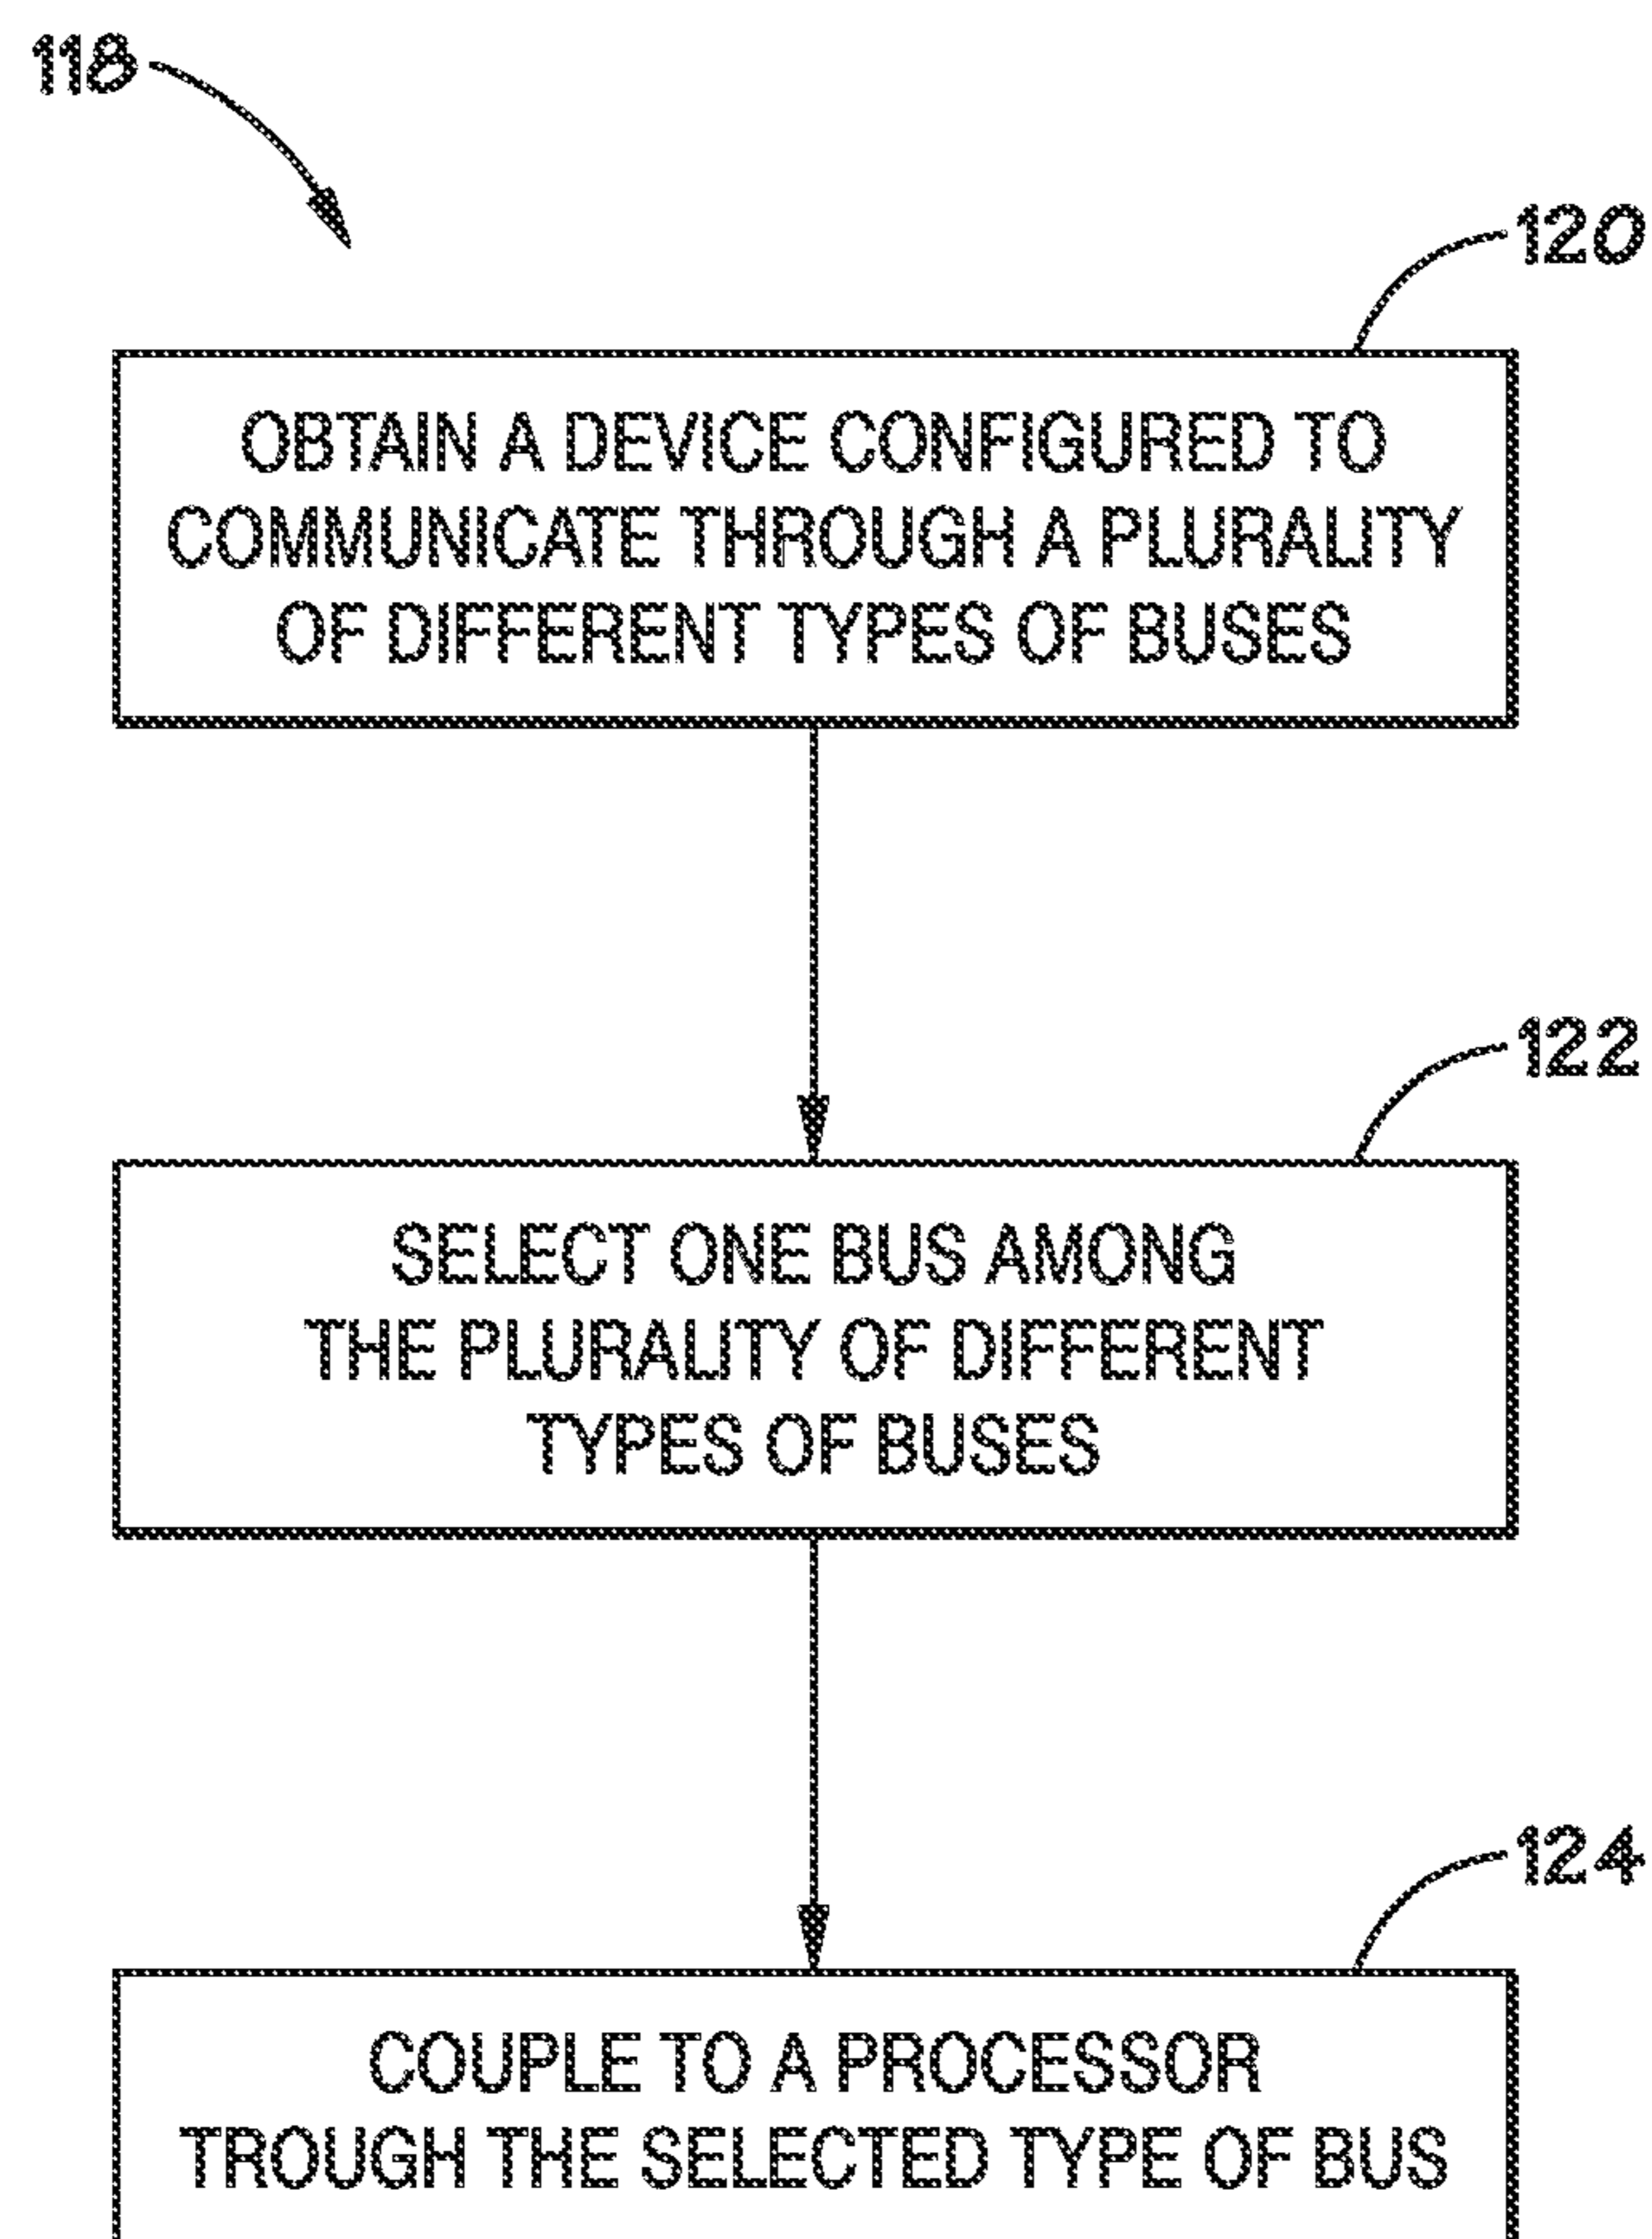 118
120
OBTAIN A DEVICE CONFIGURED TO
COMMUNICATE THROUGH A PLURALITY
OF DIFFERENT TYPES OF BUSES
122
SELECT ONE BUS AMONG
THE PLURALITY OF DIFFERENT
TYPES OF BUSES
124
COUPLE TO A PROCESSOR
TROUGH THE SELECTED TYPE OF BUS